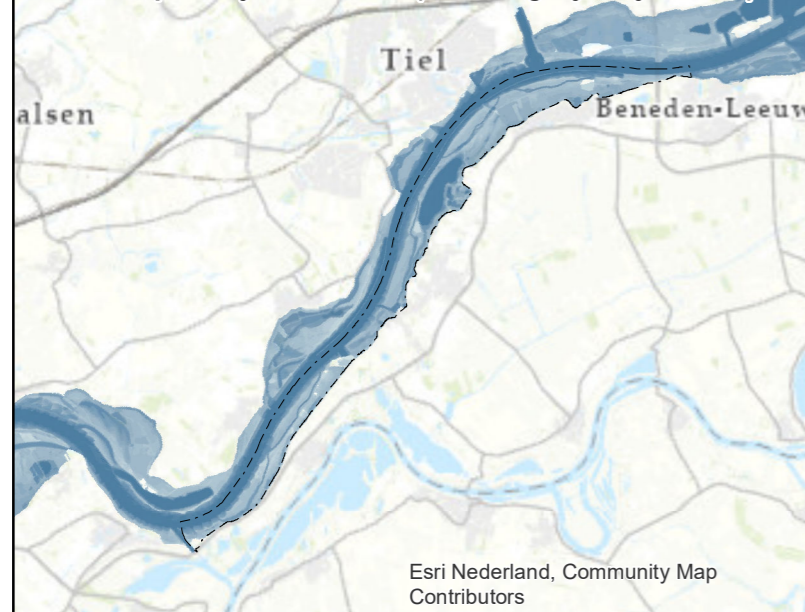 Tiel
alsen
Beneden-Leeuw
Esri Nederland, Community Map
Contributors